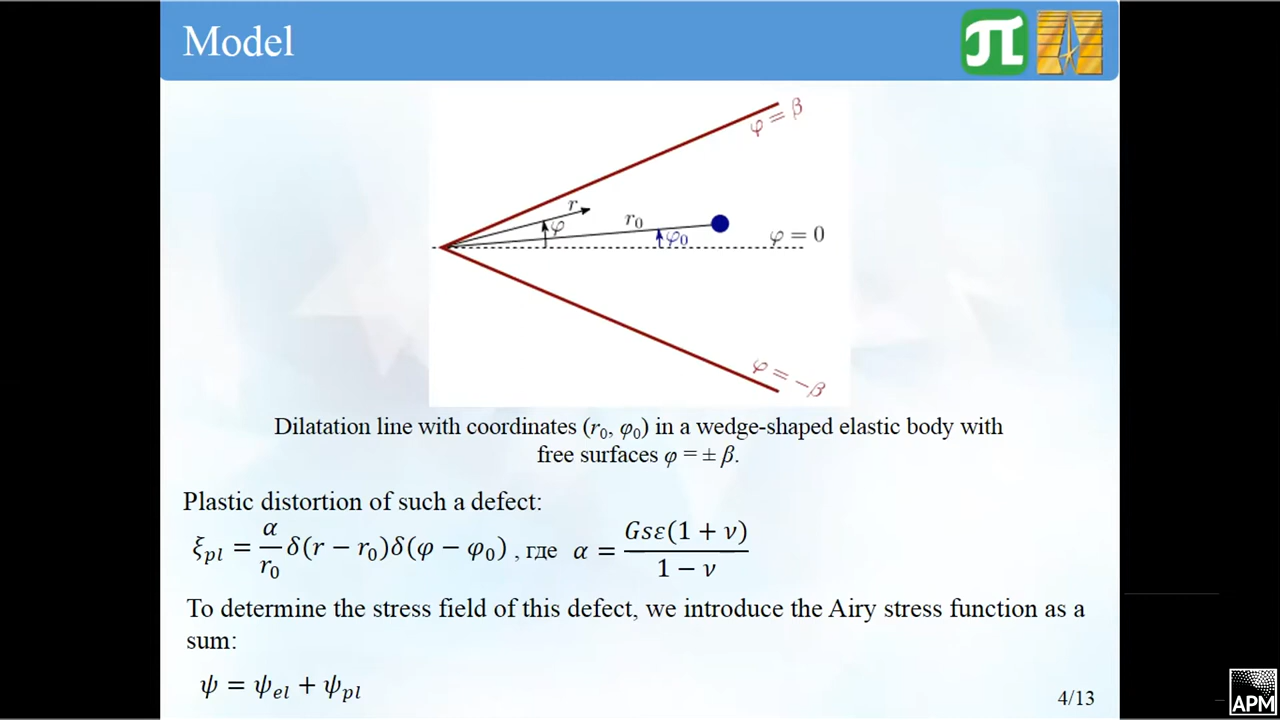 Model
φ = β
r
r₀
φ
φ₀
φ = 0
φ = −β
Dilatation line with coordinates (r₀, φ₀) in a wedge-shaped elastic body with
free surfaces φ = ± β.
Plastic distortion of such a defect:
ξ_pl = α/r₀ δ(r − r₀)δ(φ − φ₀) , где α = Gsε(1 + ν)/(1 − ν)
To determine the stress field of this defect, we introduce the Airy stress function as a
sum:
ψ = ψ_el + ψ_pl
4/13
APM